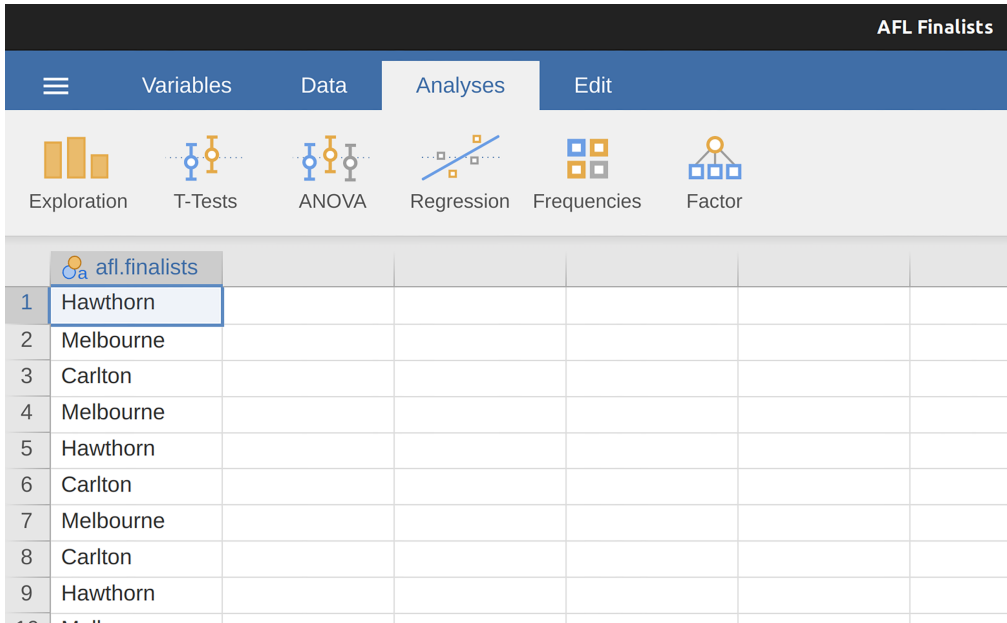 AFL Finalists
Variables Data Analyses Edit
Exploration T-Tests ANOVA Regression Frequencies Factor
a afl.finalists
1 Hawthorn
2 Melbourne
3 Carlton
4 Melbourne
5 Hawthorn
6 Carlton
7 Melbourne
8 Carlton
9 Hawthorn